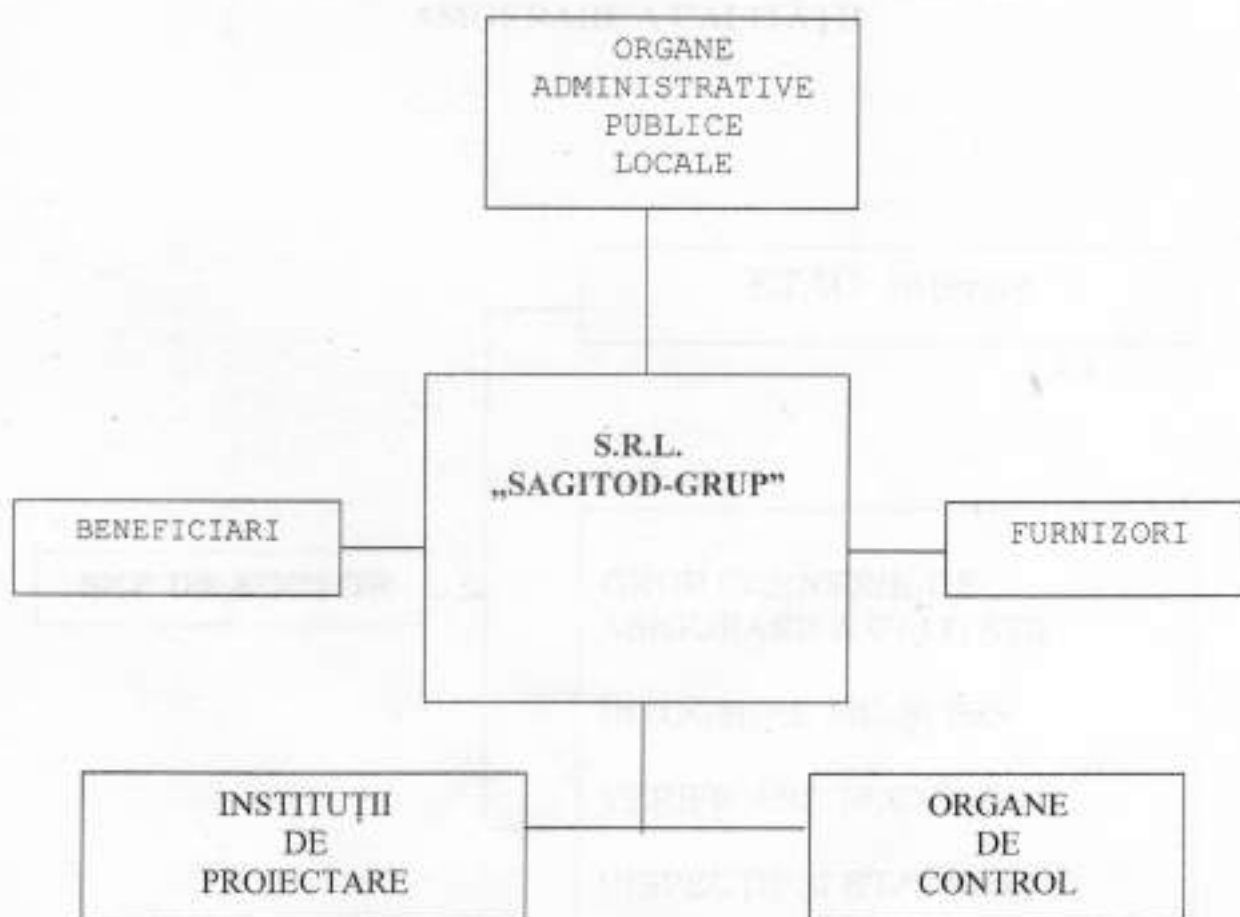 ORGANE
ADMINISTRATIVE
PUBLICE
LOCALE
S.R.L.
„SAGITOD-GRUP”
BENEFICIARI
FURNIZORI
INSTITUȚII
DE
PROIECTARE
ORGANE
DE
CONTROL